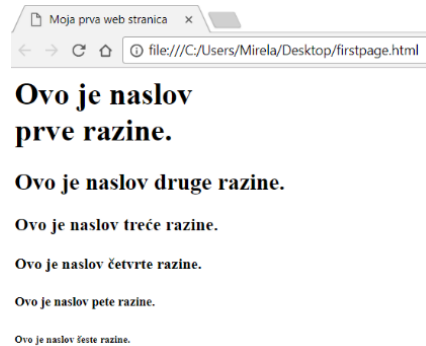 Moja prva web stranica
file:///C:/Users/Mirela/Desktop/firstpage.html
Ovo je naslov
prve razine.
Ovo je naslov druge razine.
Ovo je naslov treće razine.
Ovo je naslov četvrte razine.
Ovo je naslov pete razine.
Ovo je naslov šeste razine.